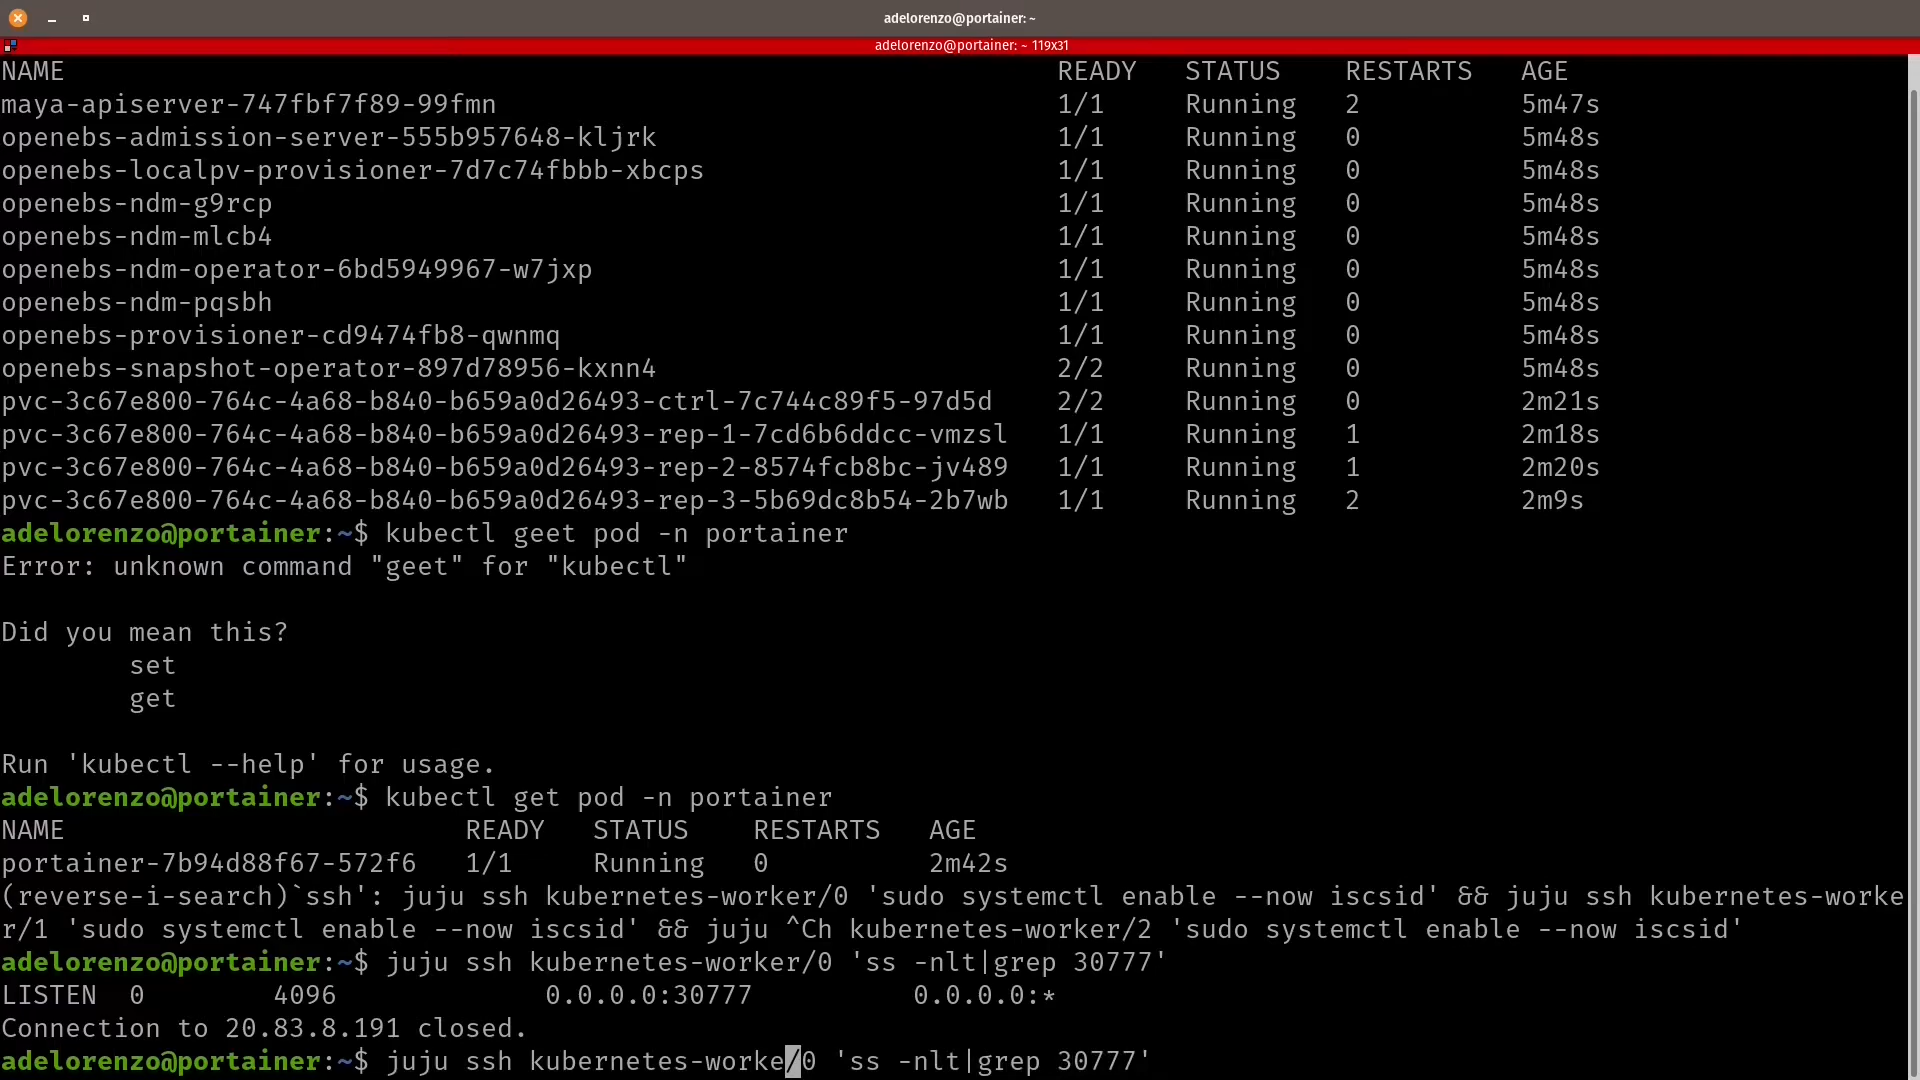 adelorenzo@portainer: ~
adelorenzo@portainer: ~ 119x31
NAME READY STATUS RESTARTS AGE
maya-apiserver-747fbf7f89-99fmn 1/1 Running 2 5m47s
openebs-admission-server-555b957648-kljrk 1/1 Running 0 5m48s
openebs-localpv-provisioner-7d7c74fbbb-xbcps 1/1 Running 0 5m48s
openebs-ndm-g9rcp 1/1 Running 0 5m48s
openebs-ndm-mlcb4 1/1 Running 0 5m48s
openebs-ndm-operator-6bd5949967-w7jxp 1/1 Running 0 5m48s
openebs-ndm-pqsbh 1/1 Running 0 5m48s
openebs-provisioner-cd9474fb8-qwnmq 1/1 Running 0 5m48s
openebs-snapshot-operator-897d78956-kxnn4 2/2 Running 0 5m48s
pvc-3c67e800-764c-4a68-b840-b659a0d26493-ctrl-7c744c89f5-97d5d 2/2 Running 0 2m21s
pvc-3c67e800-764c-4a68-b840-b659a0d26493-rep-1-7cd6b6ddcc-vmzsl 1/1 Running 1 2m18s
pvc-3c67e800-764c-4a68-b840-b659a0d26493-rep-2-8574fcb8bc-jv489 1/1 Running 1 2m20s
pvc-3c67e800-764c-4a68-b840-b659a0d26493-rep-3-5b69dc8b54-2b7wb 1/1 Running 2 2m9s
adelorenzo@portainer:~$ kubectl geet pod -n portainer
Error: unknown command "geet" for "kubectl"
Did you mean this?
set
get
Run 'kubectl --help' for usage.
adelorenzo@portainer:~$ kubectl get pod -n portainer
NAME READY STATUS RESTARTS AGE
portainer-7b94d88f67-572f6 1/1 Running 0 2m42s
(reverse-i-search)`ssh': juju ssh kubernetes-worker/0 'sudo systemctl enable --now iscsid' && juju ssh kubernetes-worke
r/1 'sudo systemctl enable --now iscsid' && juju ^Ch kubernetes-worker/2 'sudo systemctl enable --now iscsid'
adelorenzo@portainer:~$ juju ssh kubernetes-worker/0 'ss -nlt|grep 30777'
LISTEN 0 4096 0.0.0.0:30777 0.0.0.0:*
Connection to 20.83.8.191 closed.
adelorenzo@portainer:~$ juju ssh kubernetes-worke/0 'ss -nlt|grep 30777'